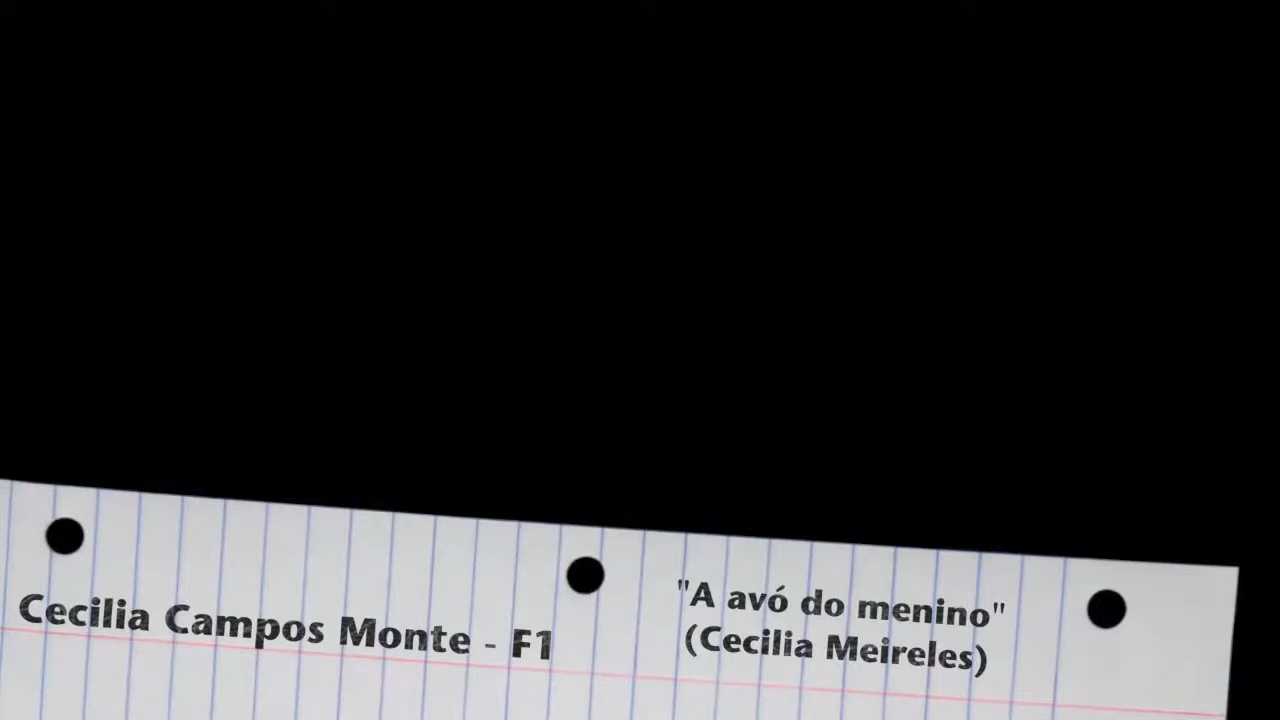 Cecilia Campos Monte - F1
"A avó do menino"
(Cecilia Meireles)